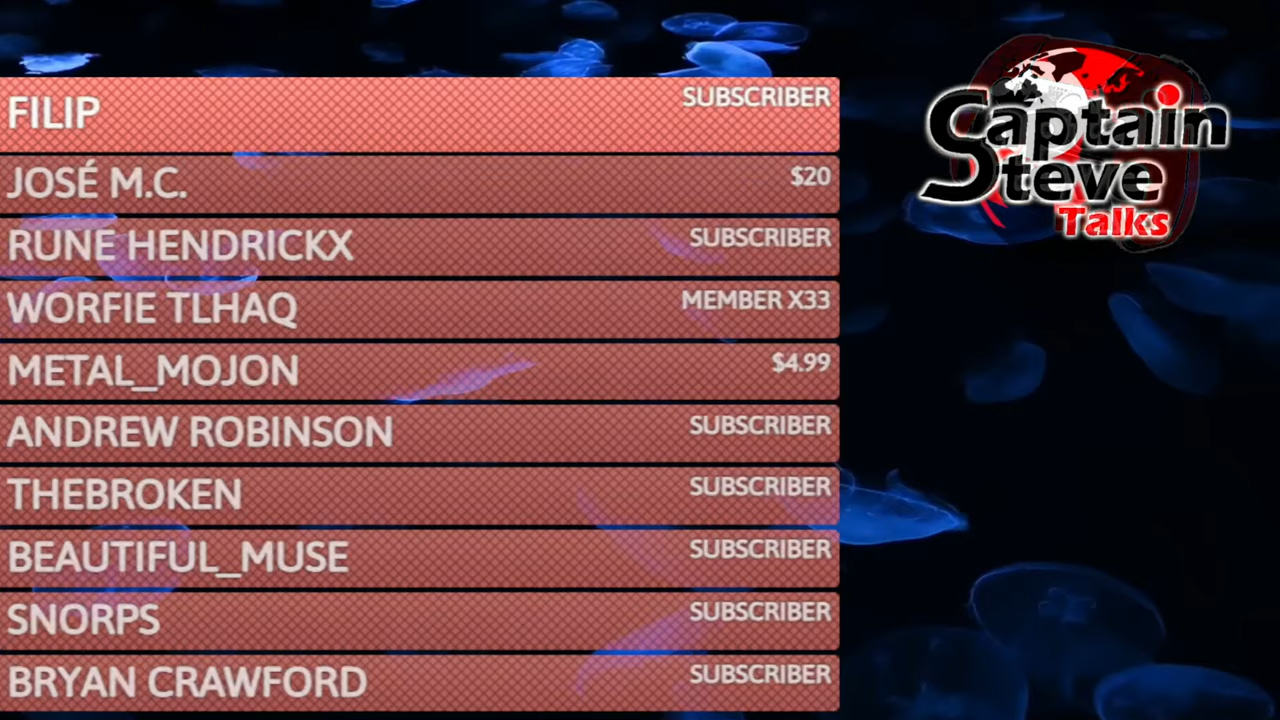 FILIP SUBSCRIBER
JOSÉ M.C. $20
RUNE HENDRICKX SUBSCRIBER
WORFIE TLHAQ MEMBER X33
METAL_MOJON $4.99
ANDREW ROBINSON SUBSCRIBER
THEBROKEN SUBSCRIBER
BEAUTIFUL_MUSE SUBSCRIBER
SNORPS SUBSCRIBER
BRYAN CRAWFORD SUBSCRIBER
Captain
Steve
Talks